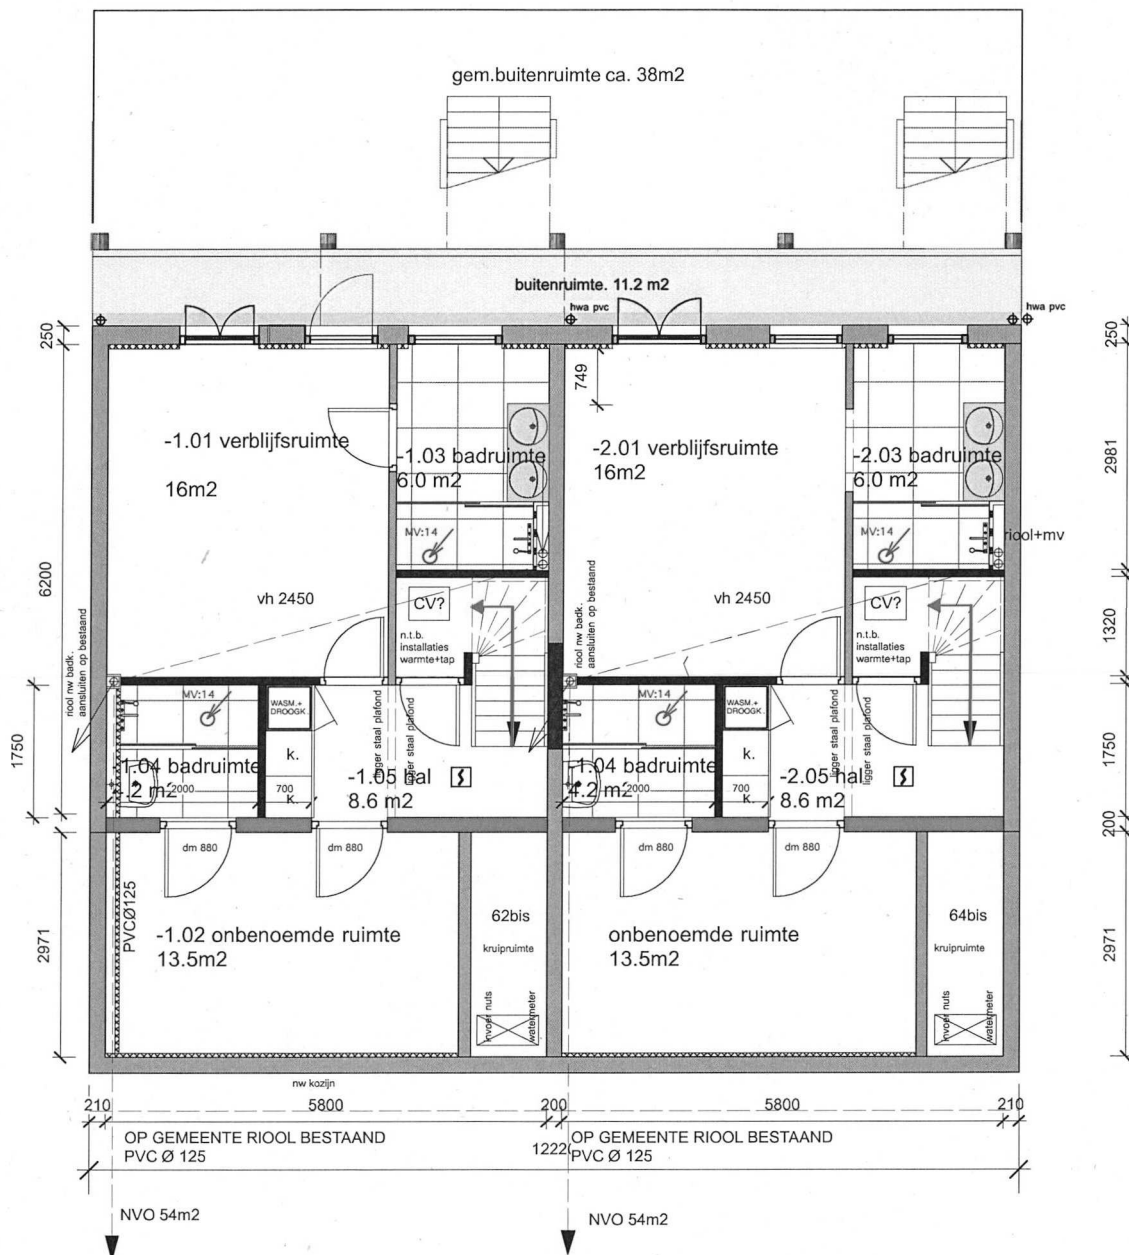 gem.buitenruimte ca. 38m2
buitenruimte. 11.2 m2
hwa pvc
hwa pvc
250
250
749
-1.01 verblijfsruimte
16m2
-1.03 badruimte
6.0 m2
-2.01 verblijfsruimte
16m2
-2.03 badruimte
6.0 m2
2981
MV:14
MV:14
riool+mv
6200
vh 2450
vh 2450
CV?
CV?
n.t.b.
installaties
warmte+tap
n.t.b.
installaties
warmte+tap
1320
riool nw badk.
aansluiten op bestaand
riool nw badk.
aansluiten op bestaand
MV:14
MV:14
WASM.+
DROOGK.
WASM.+
DROOGK.
ligger staal plafond
ligger staal plafond
ligger staal plafond
ligger staal plafond
1750
1750
k.
k.
-1.04 badruimte
4.2 m2
2000
700
k.
k.
-1.05 hal
8.6 m2
-1.04 badruimte
4.2 m2
2000
700
-2.05 hal
8.6 m2
200
dm 880
dm 880
dm 880
dm 880
PVCØ125
2971
2971
-1.02 onbenoemde ruimte
13.5m2
62bis
kruipruimte
onbenoemde ruimte
13.5m2
64bis
kruipruimte
invoer nuts
watermeter
invoer nuts
watermeter
nw kozijn
210
5800
200
5800
210
OP GEMEENTE RIOOL BESTAAND
PVC Ø 125
OP GEMEENTE RIOOL BESTAAND
PVC Ø 125
NVO 54m2
NVO 54m2